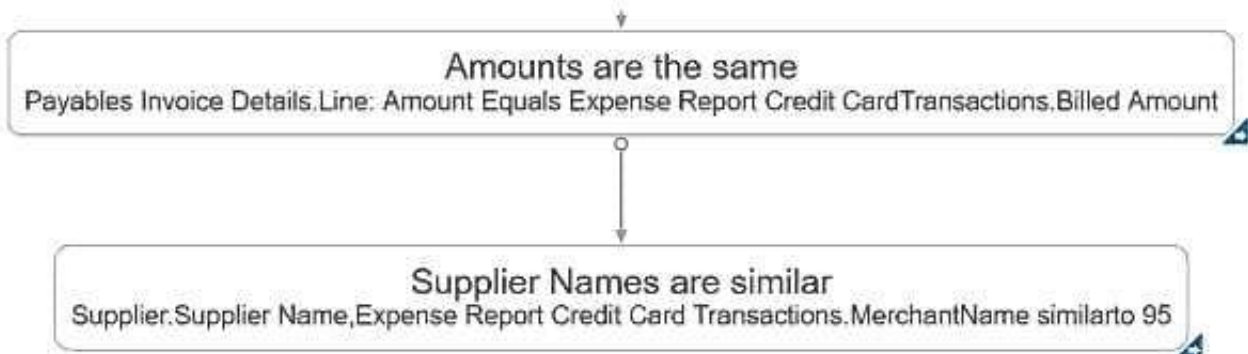 Amounts are the same
Payables Invoice Details.Line: Amount Equals Expense Report Credit CardTransactions.Billed Amount
Supplier Names are similar
Supplier.Supplier Name,Expense Report Credit Card Transactions.MerchantName similarto 95